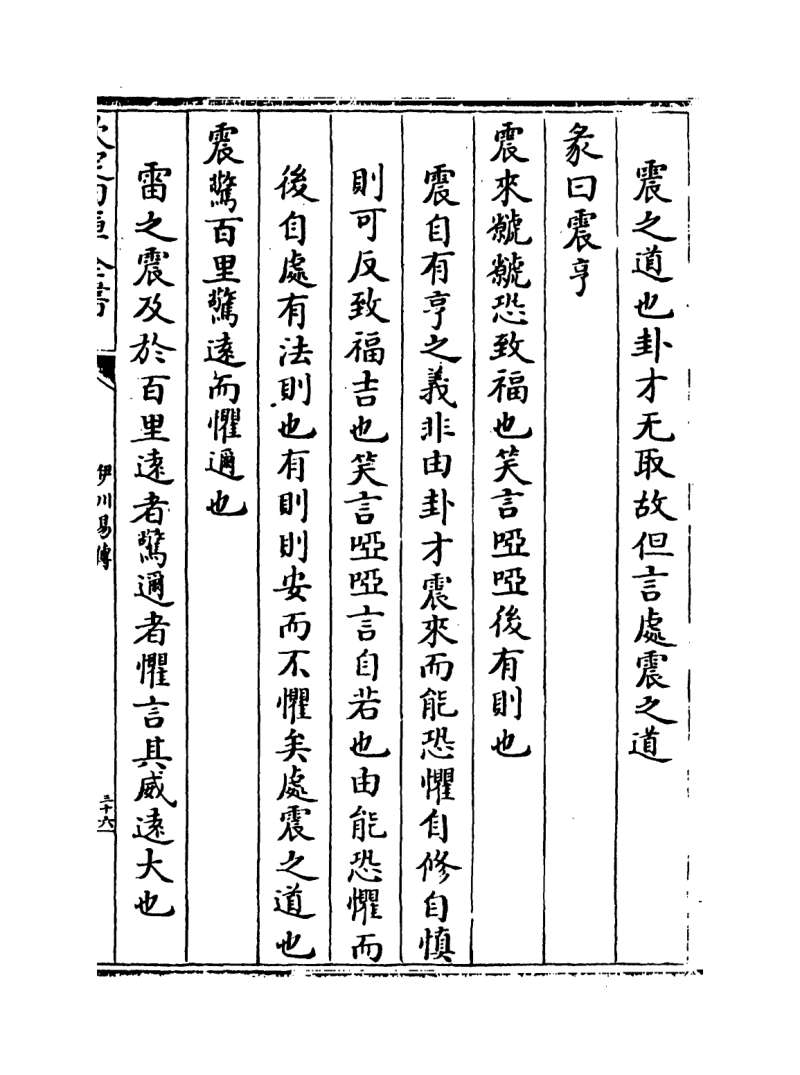 震之道也卦才无取故但言處震之道
彖曰震亨
震來虩虩恐致福也笑言啞啞後有則也
震自有亨之義非由卦才震來而能恐懼自修自慎
則可反致福吉也笑言啞啞言自若也由能恐懼而
後自處有法則也有則則安而不懼矣處震之道也
震驚百里驚遠而懼邇也
雷之震及於百里遠者驚邇者懼言其威遠大也
欽定四庫全書
伊川易傳
三十六